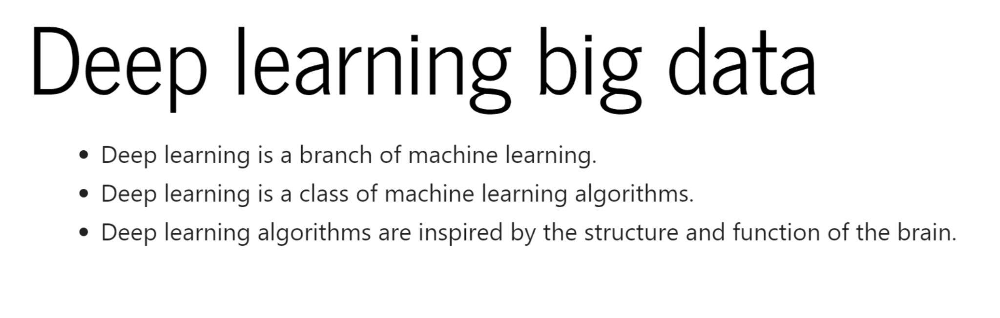 Deep learning big data
• Deep learning is a branch of machine learning.
• Deep learning is a class of machine learning algorithms.
• Deep learning algorithms are inspired by the structure and function of the brain.